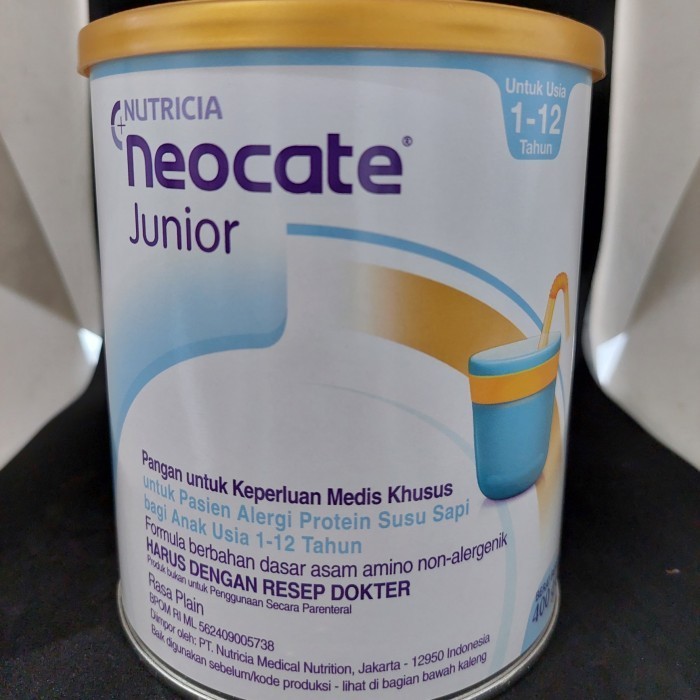 NUTRICIA
neocate®
Junior
Untuk Usia
1-12
Tahun
Pangan untuk Keperluan Medis Khusus
untuk Pasien Alergi Protein Susu Sapi
bagi Anak Usia 1-12 Tahun
Formula berbahan dasar asam amino non-alergenik
HARUS DENGAN RESEP DOKTER
Produk bukan untuk Penggunaan Secara Parenteral
Rasa Plain
BPOM RI ML 562409005738
Diimpor oleh: PT. Nutricia Medical Nutrition, Jakarta - 12950 Indonesia
Baik digunakan sebelum/kode produksi - lihat di bagian bawah kaleng
400